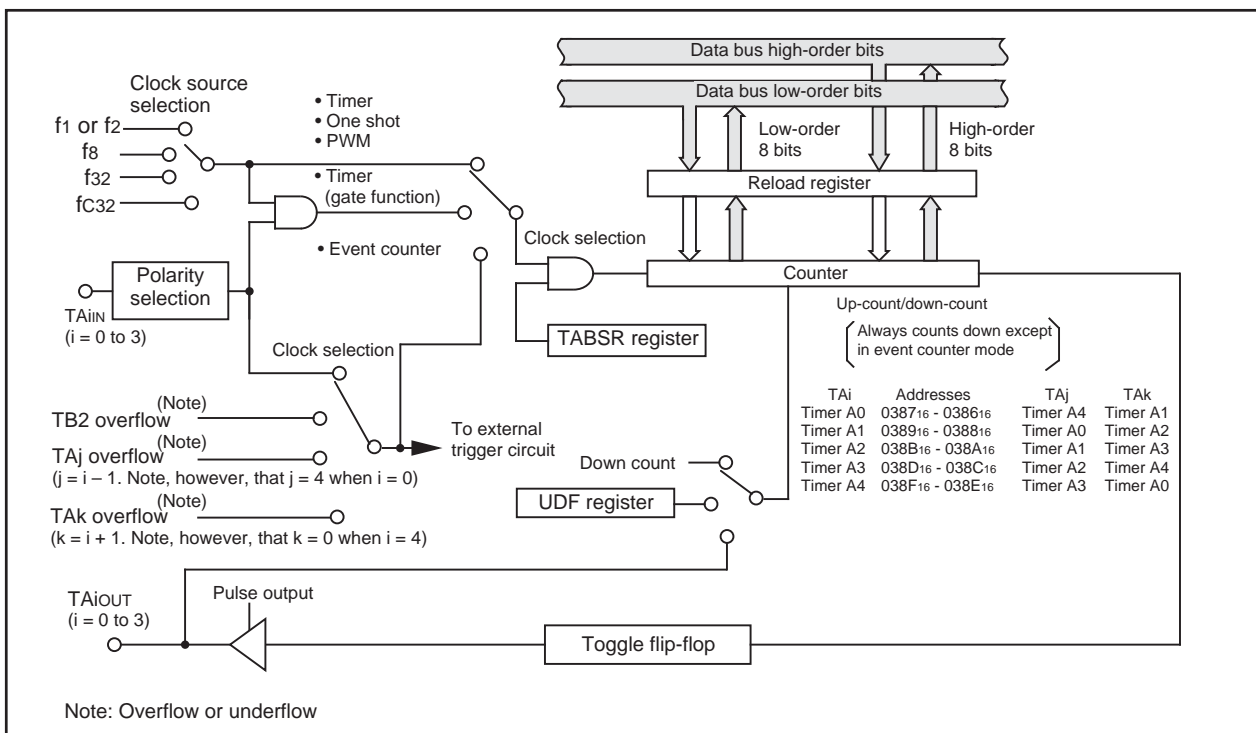 Data bus high-order bits
Data bus low-order bits
Clock source
selection
f1 or f2
f8
f32
fC32
• Timer
• One shot
• PWM
• Timer
(gate function)
• Event counter
Low-order
8 bits
High-order
8 bits
Reload register
Clock selection
Counter
Polarity
selection
TAiIN
(i = 0 to 3)
TABSR register
Up-count/down-count
Always counts down except
in event counter mode
Clock selection
TB2 overflow (Note)
TAj overflow (Note)
(j = i – 1. Note, however, that j = 4 when i = 0)
TAk overflow (Note)
(k = i + 1. Note, however, that k = 0 when i = 4)
To external
trigger circuit
TAi Addresses TAj TAk
Timer A0 038716 - 038616 Timer A4 Timer A1
Timer A1 038916 - 038816 Timer A0 Timer A2
Timer A2 038B16 - 038A16 Timer A1 Timer A3
Timer A3 038D16 - 038C16 Timer A2 Timer A4
Timer A4 038F16 - 038E16 Timer A3 Timer A0
Down count
UDF register
TAiOUT
(i = 0 to 3)
Pulse output
Toggle flip-flop
Note: Overflow or underflow